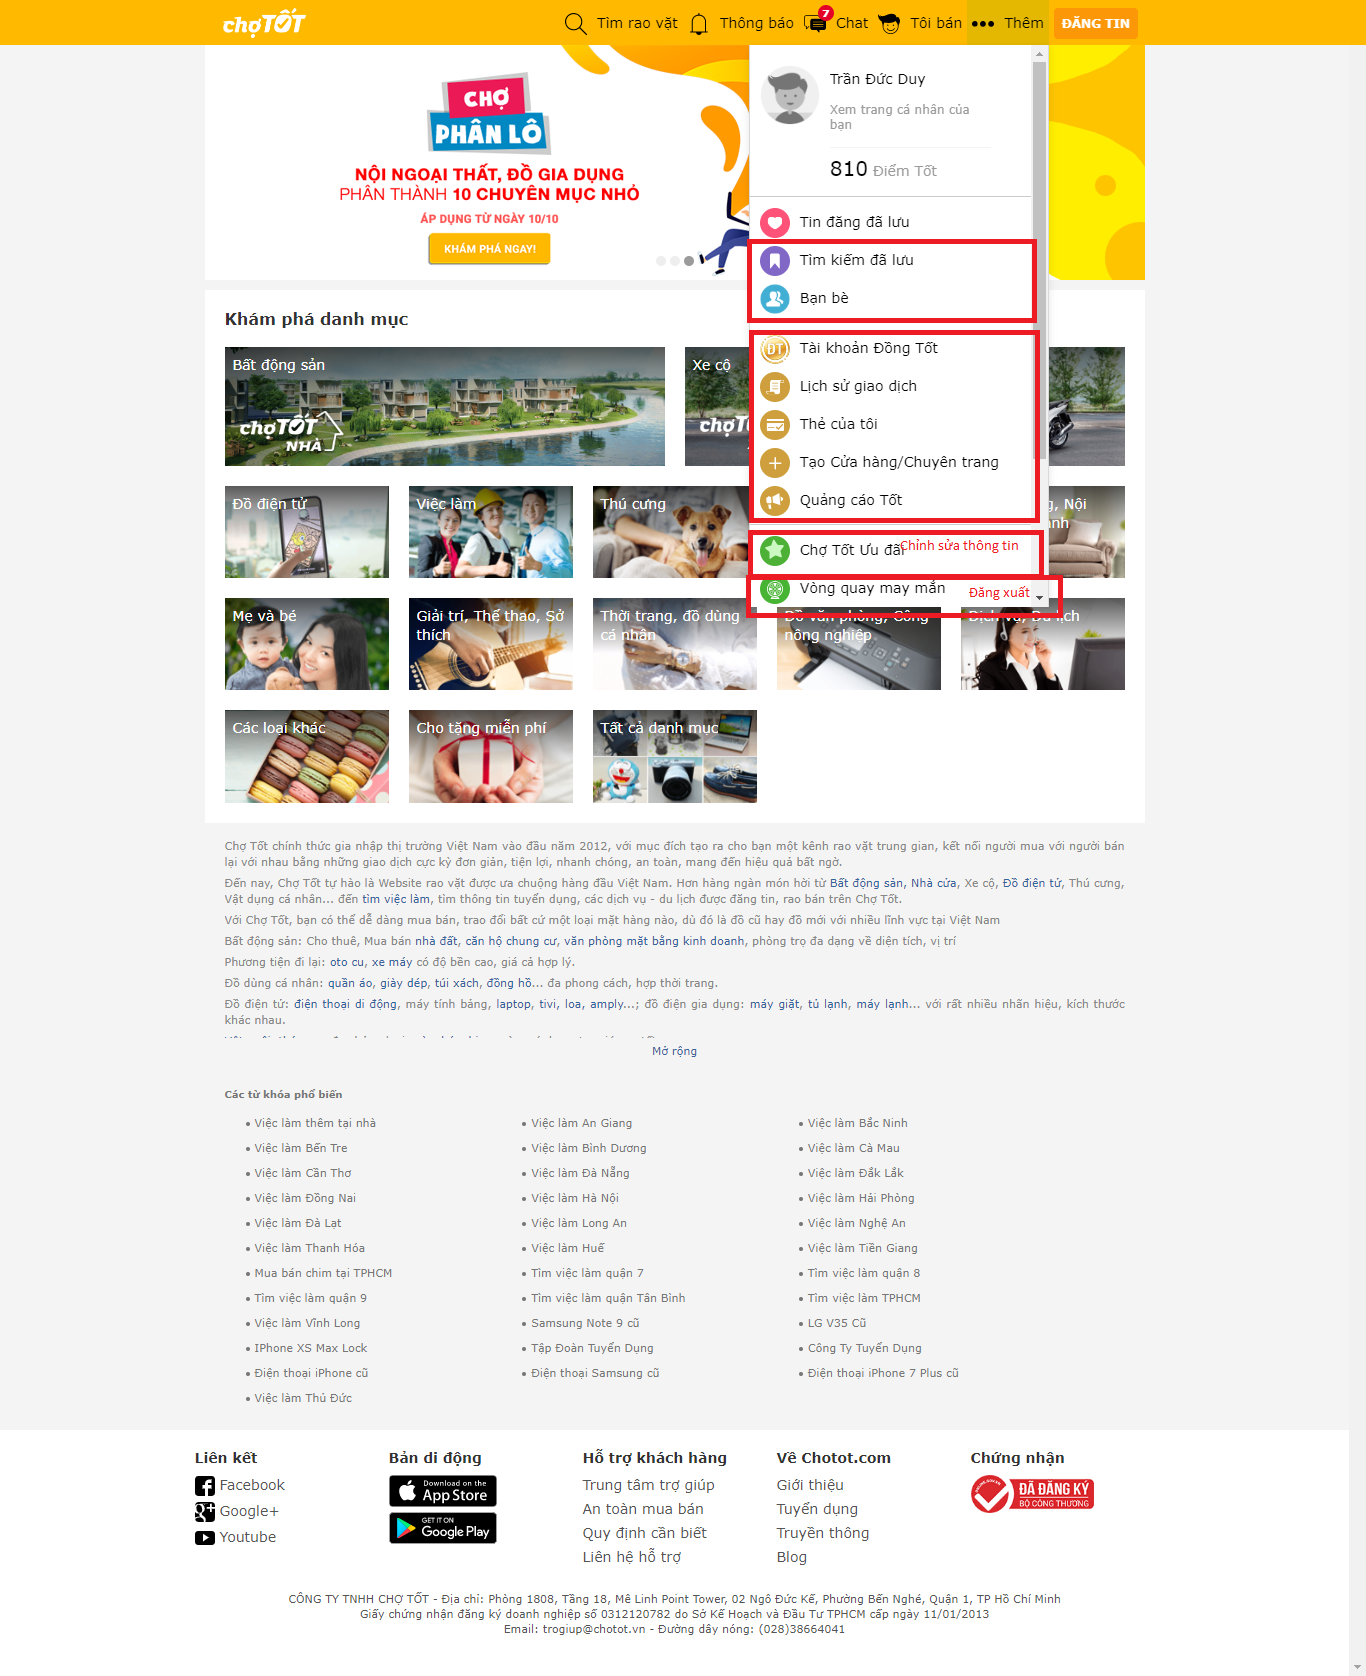 chợTỐT
Tìm rao vặt
Thông báo
7
Chat
Tôi bán
Thêm
ĐĂNG TIN
CHỢ
PHÂN LÔ
NỘI NGOẠI THẤT, ĐỒ GIA DỤNG
PHÂN THÀNH 10 CHUYÊN MỤC NHỎ
ÁP DỤNG TỪ NGÀY 10/10
KHÁM PHÁ NGAY!
Trần Đức Duy
Xem trang cá nhân của
bạn
810 Điểm Tốt
Tin đăng đã lưu
Tìm kiếm đã lưu
Bạn bè
ĐT
Tài khoản Đồng Tốt
Lịch sử giao dịch
Thẻ của tôi
Tạo Cửa hàng/Chuyên trang
Quảng cáo Tốt
Chợ Tốt Ưu đãi
Chỉnh sửa thông tin
Vòng quay may mắn
Đăng xuất
Khám phá danh mục
Bất động sản
chợTỐT
NHÀ
Xe cộ
Đồ điện tử
Việc làm
Thú cưng
Mẹ và bé
Giải trí, Thể thao, Sở
thích
Thời trang, đồ dùng
cá nhân
Đồ văn phòng, Công
nông nghiệp
Dịch vụ, Du lịch
Các loại khác
Cho tặng miễn phí
Tất cả danh mục
Chợ Tốt chính thức gia nhập thị trường Việt Nam vào đầu năm 2012, với mục đích tạo ra cho bạn một kênh rao vặt trung gian, kết nối người mua với người bán
lại với nhau bằng những giao dịch cực kỳ đơn giản, tiện lợi, nhanh chóng, an toàn, mang đến hiệu quả bất ngờ.
Đến nay, Chợ Tốt tự hào là Website rao vặt được ưa chuộng hàng đầu Việt Nam. Hơn hàng ngàn món hời từ Bất động sản, Nhà cửa, Xe cộ, Đồ điện tử, Thú cưng,
Vật dụng cá nhân... đến tìm việc làm, tìm thông tin tuyển dụng, các dịch vụ - du lịch được đăng tin, rao bán trên Chợ Tốt.
Với Chợ Tốt, bạn có thể dễ dàng mua bán, trao đổi bất cứ một loại mặt hàng nào, dù đó là đồ cũ hay đồ mới với nhiều lĩnh vực tại Việt Nam
Bất động sản: Cho thuê, Mua bán nhà đất, căn hộ chung cư, văn phòng mặt bằng kinh doanh, phòng trọ đa dạng về diện tích, vị trí
Phương tiện đi lại: oto cu, xe máy có độ bền cao, giá cả hợp lý.
Đồ dùng cá nhân: quần áo, giày dép, túi xách, đồng hồ... đa phong cách, hợp thời trang.
Đồ điện tử: điện thoại di động, máy tính bảng, laptop, tivi, loa, amply...; đồ điện gia dụng: máy giặt, tủ lạnh, máy lạnh... với rất nhiều nhãn hiệu, kích thước
khác nhau.
Mở rộng
Các từ khóa phổ biến
Việc làm thêm tại nhà
Việc làm An Giang
Việc làm Bắc Ninh
Việc làm Bến Tre
Việc làm Bình Dương
Việc làm Cà Mau
Việc làm Cần Thơ
Việc làm Đà Nẵng
Việc làm Đắk Lắk
Việc làm Đồng Nai
Việc làm Hà Nội
Việc làm Hải Phòng
Việc làm Đà Lạt
Việc làm Long An
Việc làm Nghệ An
Việc làm Thanh Hóa
Việc làm Huế
Việc làm Tiền Giang
Mua bán chim tại TPHCM
Tìm việc làm quận 7
Tìm việc làm quận 8
Tìm việc làm quận 9
Tìm việc làm quận Tân Bình
Tìm việc làm TPHCM
Việc làm Vĩnh Long
Samsung Note 9 cũ
LG V35 Cũ
IPhone XS Max Lock
Tập Đoàn Tuyển Dụng
Công Ty Tuyển Dụng
Điện thoại iPhone cũ
Điện thoại Samsung cũ
Điện thoại iPhone 7 Plus cũ
Việc làm Thủ Đức
Liên kết
Facebook
Google+
Youtube
Bản di động
Download on the
App Store
GET IT ON
Google Play
Hỗ trợ khách hàng
Trung tâm trợ giúp
An toàn mua bán
Quy định cần biết
Liên hệ hỗ trợ
Về Chotot.com
Giới thiệu
Tuyển dụng
Truyền thông
Blog
Chứng nhận
ĐÃ ĐĂNG KÝ
BỘ CÔNG THƯƠNG
CÔNG TY TNHH CHỢ TỐT - Địa chỉ: Phòng 1808, Tầng 18, Mê Linh Point Tower, 02 Ngô Đức Kế, Phường Bến Nghé, Quận 1, TP Hồ Chí Minh
Giấy chứng nhận đăng ký doanh nghiệp số 0312120782 do Sở Kế Hoạch và Đầu Tư TPHCM cấp ngày 11/01/2013
Email: trogiup@chotot.vn - Đường dây nóng: (028)38664041